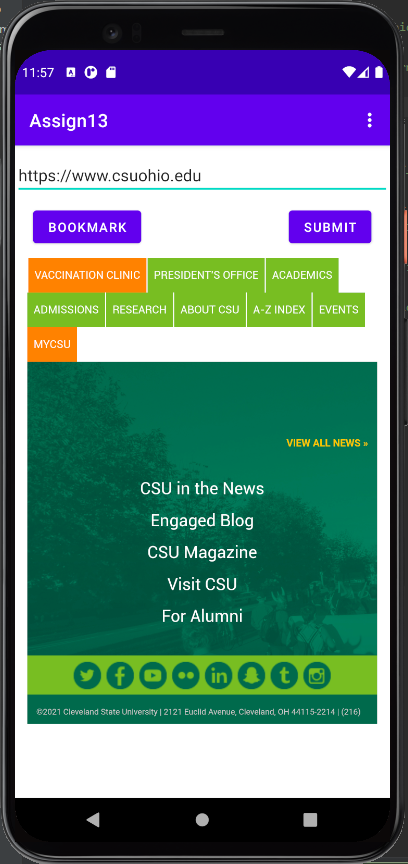 11:57
Assign13
https://www.csuohio.edu
BOOKMARK SUBMIT
VACCINATION CLINIC PRESIDENT'S OFFICE ACADEMICS
ADMISSIONS RESEARCH ABOUT CSU A-Z INDEX EVENTS
MYCSU
VIEW ALL NEWS »
CSU in the News
Engaged Blog
CSU Magazine
Visit CSU
For Alumni
©2021 Cleveland State University | 2121 Euclid Avenue, Cleveland, OH 44115-2214 | (216)